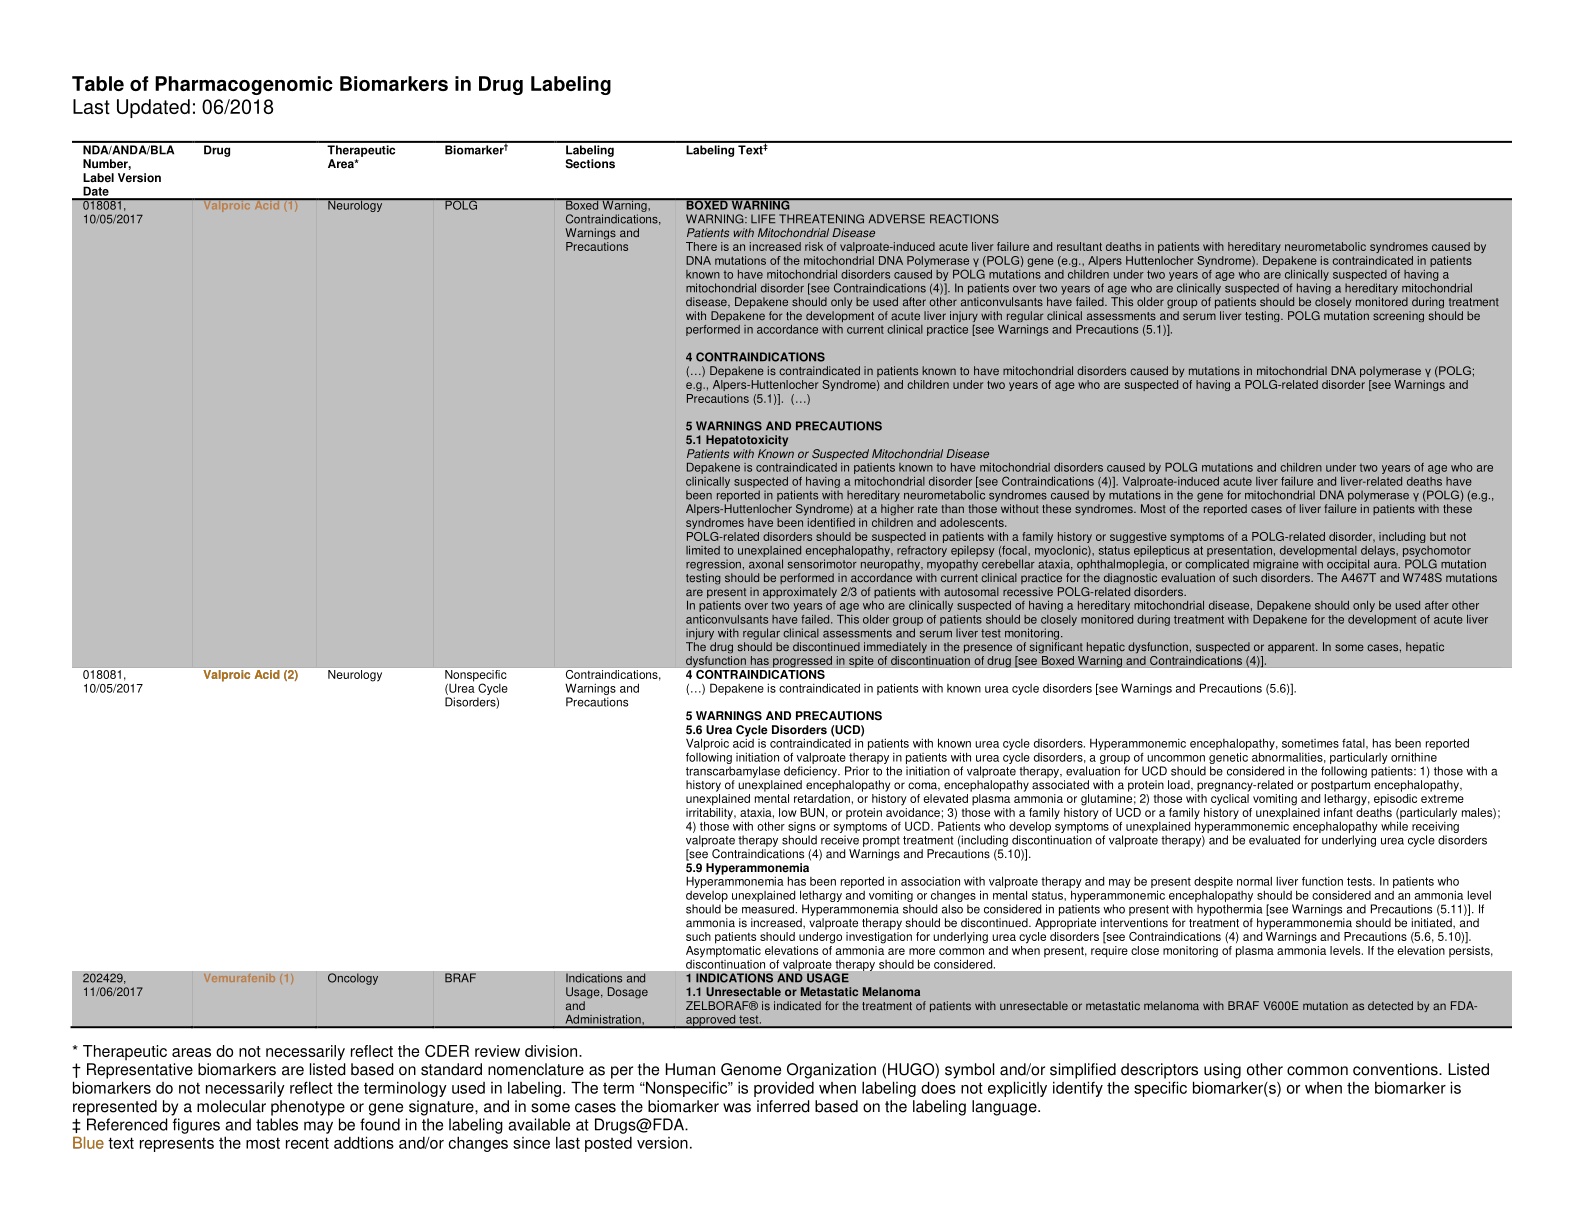 Table of Pharmacogenomic Biomarkers in Drug Labeling
Last Updated: 06/2018
NDA/ANDA/BLA Number, Label Version Date
Drug
Therapeutic Area*
Biomarker†
Labeling Sections
Labeling Text‡
018081, 10/05/2017
Valproic Acid (1)
Neurology
POLG
Boxed Warning, Contraindications, Warnings and Precautions
BOXED WARNING
WARNING: LIFE THREATENING ADVERSE REACTIONS
Patients with Mitochondrial Disease
There is an increased risk of valproate-induced acute liver failure and resultant deaths in patients with hereditary neurometabolic syndromes caused by
DNA mutations of the mitochondrial DNA Polymerase γ (POLG) gene (e.g., Alpers Huttenlocher Syndrome). Depakene is contraindicated in patients
known to have mitochondrial disorders caused by POLG mutations and children under two years of age who are clinically suspected of having a
mitochondrial disorder [see Contraindications (4)]. In patients over two years of age who are clinically suspected of having a hereditary mitochondrial
disease, Depakene should only be used after other anticonvulsants have failed. This older group of patients should be closely monitored during treatment
with Depakene for the development of acute liver injury with regular clinical assessments and serum liver testing. POLG mutation screening should be
performed in accordance with current clinical practice [see Warnings and Precautions (5.1)].
4 CONTRAINDICATIONS
(…) Depakene is contraindicated in patients known to have mitochondrial disorders caused by mutations in mitochondrial DNA polymerase γ (POLG;
e.g., Alpers-Huttenlocher Syndrome) and children under two years of age who are suspected of having a POLG-related disorder [see Warnings and
Precautions (5.1)]. (…)
5 WARNINGS AND PRECAUTIONS
5.1 Hepatotoxicity
Patients with Known or Suspected Mitochondrial Disease
Depakene is contraindicated in patients known to have mitochondrial disorders caused by POLG mutations and children under two years of age who are
clinically suspected of having a mitochondrial disorder [see Contraindications (4)]. Valproate-induced acute liver failure and liver-related deaths have
been reported in patients with hereditary neurometabolic syndromes caused by mutations in the gene for mitochondrial DNA polymerase γ (POLG) (e.g.,
Alpers-Huttenlocher Syndrome) at a higher rate than those without these syndromes. Most of the reported cases of liver failure in patients with these
syndromes have been identified in children and adolescents.
POLG-related disorders should be suspected in patients with a family history or suggestive symptoms of a POLG-related disorder, including but not
limited to unexplained encephalopathy, refractory epilepsy (focal, myoclonic), status epilepticus at presentation, developmental delays, psychomotor
regression, axonal sensorimotor neuropathy, myopathy cerebellar ataxia, ophthalmoplegia, or complicated migraine with occipital aura. POLG mutation
testing should be performed in accordance with current clinical practice for the diagnostic evaluation of such disorders. The A467T and W748S mutations
are present in approximately 2/3 of patients with autosomal recessive POLG-related disorders.
In patients over two years of age who are clinically suspected of having a hereditary mitochondrial disease, Depakene should only be used after other
anticonvulsants have failed. This older group of patients should be closely monitored during treatment with Depakene for the development of acute liver
injury with regular clinical assessments and serum liver test monitoring.
The drug should be discontinued immediately in the presence of significant hepatic dysfunction, suspected or apparent. In some cases, hepatic
dysfunction has progressed in spite of discontinuation of drug [see Boxed Warning and Contraindications (4)].
018081, 10/05/2017
Valproic Acid (2)
Neurology
Nonspecific (Urea Cycle Disorders)
Contraindications, Warnings and Precautions
4 CONTRAINDICATIONS
(…) Depakene is contraindicated in patients with known urea cycle disorders [see Warnings and Precautions (5.6)].
5 WARNINGS AND PRECAUTIONS
5.6 Urea Cycle Disorders (UCD)
Valproic acid is contraindicated in patients with known urea cycle disorders. Hyperammonemic encephalopathy, sometimes fatal, has been reported
following initiation of valproate therapy in patients with urea cycle disorders, a group of uncommon genetic abnormalities, particularly ornithine
transcarbamylase deficiency. Prior to the initiation of valproate therapy, evaluation for UCD should be considered in the following patients: 1) those with a
history of unexplained encephalopathy or coma, encephalopathy associated with a protein load, pregnancy-related or postpartum encephalopathy,
unexplained mental retardation, or history of elevated plasma ammonia or glutamine; 2) those with cyclical vomiting and lethargy, episodic extreme
irritability, ataxia, low BUN, or protein avoidance; 3) those with a family history of UCD or a family history of unexplained infant deaths (particularly males);
4) those with other signs or symptoms of UCD. Patients who develop symptoms of unexplained hyperammonemic encephalopathy while receiving
valproate therapy should receive prompt treatment (including discontinuation of valproate therapy) and be evaluated for underlying urea cycle disorders
[see Contraindications (4) and Warnings and Precautions (5.10)].
5.9 Hyperammonemia
Hyperammonemia has been reported in association with valproate therapy and may be present despite normal liver function tests. In patients who
develop unexplained lethargy and vomiting or changes in mental status, hyperammonemic encephalopathy should be considered and an ammonia level
should be measured. Hyperammonemia should also be considered in patients who present with hypothermia [see Warnings and Precautions (5.11)]. If
ammonia is increased, valproate therapy should be discontinued. Appropriate interventions for treatment of hyperammonemia should be initiated, and
such patients should undergo investigation for underlying urea cycle disorders [see Contraindications (4) and Warnings and Precautions (5.6, 5.10)].
Asymptomatic elevations of ammonia are more common and when present, require close monitoring of plasma ammonia levels. If the elevation persists,
discontinuation of valproate therapy should be considered.
202429, 11/06/2017
Vemurafenib (1)
Oncology
BRAF
Indications and Usage, Dosage and Administration,
1 INDICATIONS AND USAGE
1.1 Unresectable or Metastatic Melanoma
ZELBORAF® is indicated for the treatment of patients with unresectable or metastatic melanoma with BRAF V600E mutation as detected by an FDA-
approved test.
* Therapeutic areas do not necessarily reflect the CDER review division.
† Representative biomarkers are listed based on standard nomenclature as per the Human Genome Organization (HUGO) symbol and/or simplified descriptors using other common conventions. Listed
biomarkers do not necessarily reflect the terminology used in labeling. The term “Nonspecific” is provided when labeling does not explicitly identify the specific biomarker(s) or when the biomarker is
represented by a molecular phenotype or gene signature, and in some cases the biomarker was inferred based on the labeling language.
‡ Referenced figures and tables may be found in the labeling available at Drugs@FDA.
Blue text represents the most recent addtions and/or changes since last posted version.